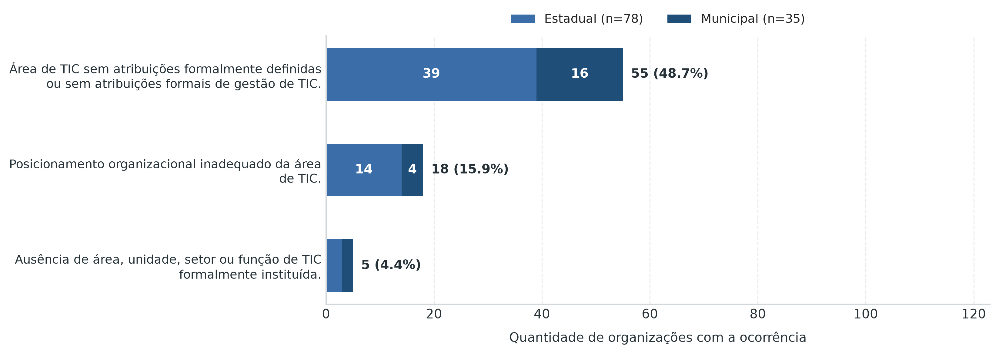 Estadual (n=78)
Municipal (n=35)
Área de TIC sem atribuições formalmente definidas
ou sem atribuições formais de gestão de TIC.
39
16
55 (48.7%)
Posicionamento organizacional inadequado da área
de TIC.
14
4
18 (15.9%)
Ausência de área, unidade, setor ou função de TIC
formalmente instituída.
5 (4.4%)
0
20
40
60
80
100
120
Quantidade de organizações com a ocorrência